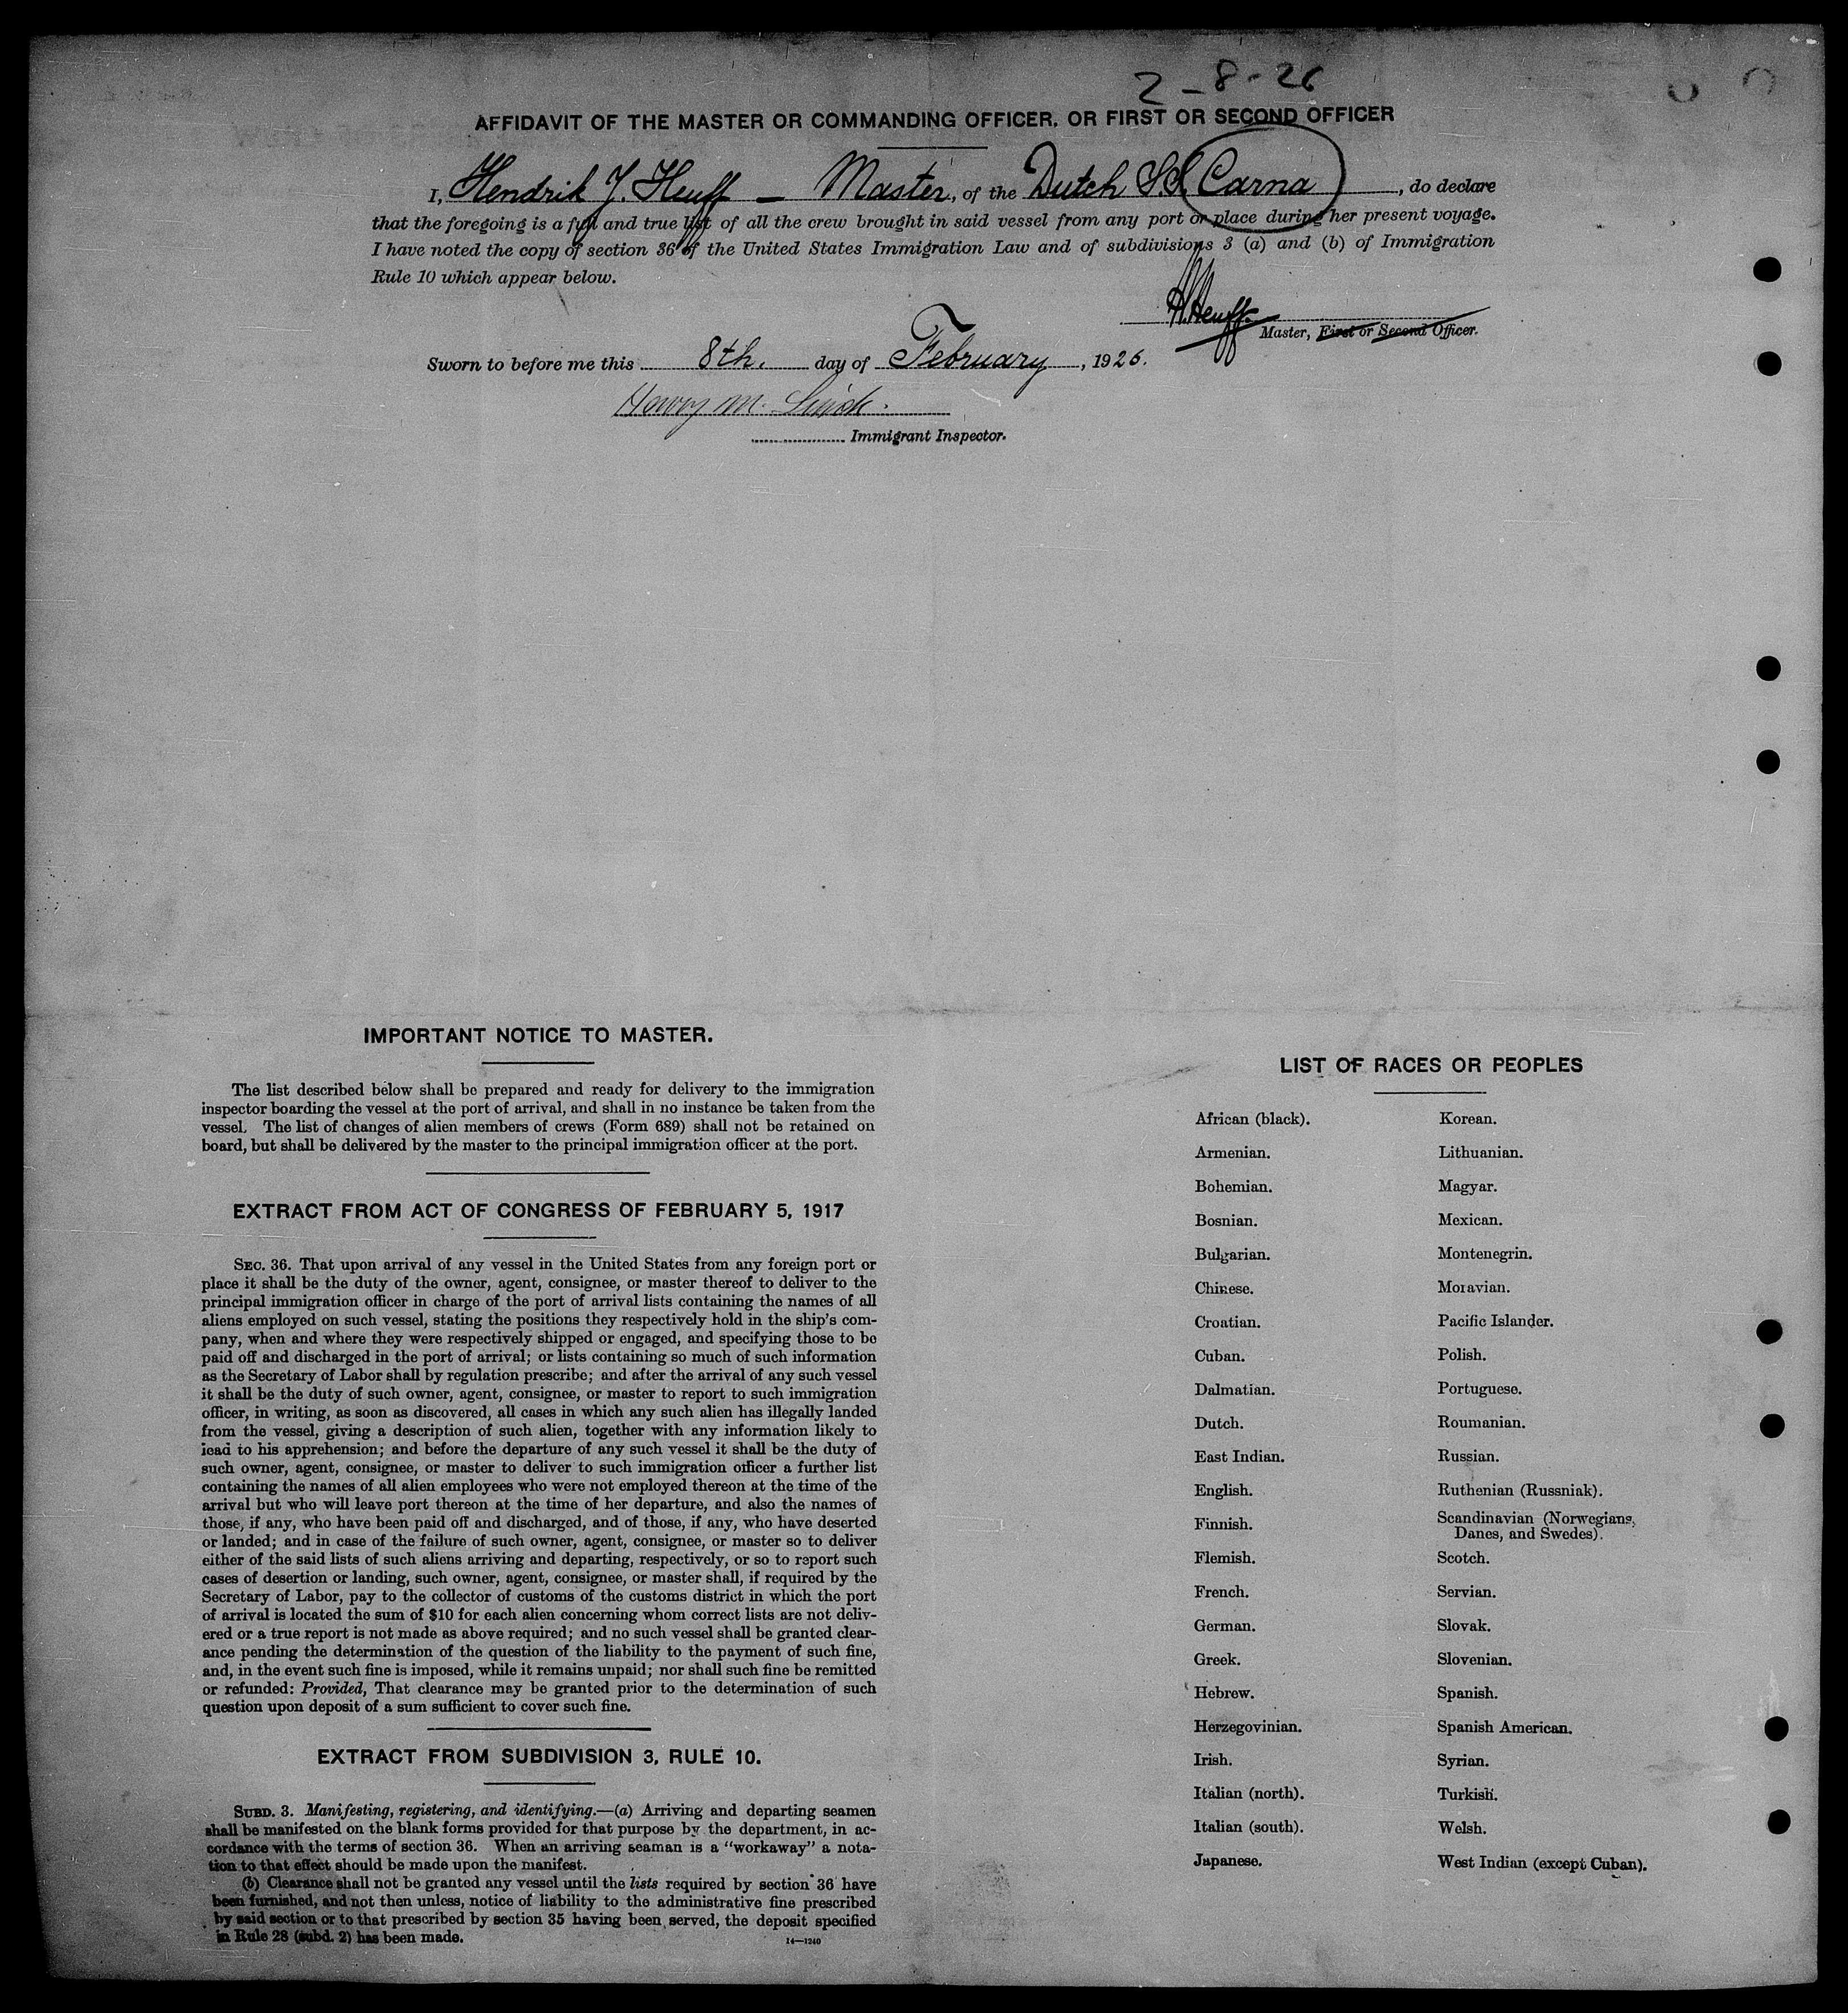 2-8-26
AFFIDAVIT OF THE MASTER OR COMMANDING OFFICER, OR FIRST OR SECOND OFFICER
I, Hendrik J. Heuff — Master, of the Dutch S.S. Carna, do declare
that the foregoing is a full and true list of all the crew brought in said vessel from any port or place during her present voyage.
I have noted the copy of section 36 of the United States Immigration Law and of subdivisions 3 (a) and (b) of Immigration
Rule 10 which appear below.
H. Heuff.
Master, First or Second Officer.
Sworn to before me this 8th. day of February, 1926.
M.
Immigrant Inspector.
IMPORTANT NOTICE TO MASTER.
The list described below shall be prepared and ready for delivery to the immigration
inspector boarding the vessel at the port of arrival, and shall in no instance be taken from the
vessel. The list of changes of alien members of crews (Form 689) shall not be retained on
board, but shall be delivered by the master to the principal immigration officer at the port.
EXTRACT FROM ACT OF CONGRESS OF FEBRUARY 5, 1917
SEC. 36. That upon arrival of any vessel in the United States from any foreign port or
place it shall be the duty of the owner, agent, consignee, or master thereof to deliver to the
principal immigration officer in charge of the port of arrival lists containing the names of all
aliens employed on such vessel, stating the positions they respectively hold in the ship's com-
pany, when and where they were respectively shipped or engaged, and specifying those to be
paid off and discharged in the port of arrival; or lists containing so much of such information
as the Secretary of Labor shall by regulation prescribe; and after the arrival of any such vessel
it shall be the duty of such owner, agent, consignee, or master to report to such immigration
officer, in writing, as soon as discovered, all cases in which any such alien has illegally landed
from the vessel, giving a description of such alien, together with any information likely to
lead to his apprehension; and before the departure of any such vessel it shall be the duty of
such owner, agent, consignee, or master to deliver to such immigration officer a further list
containing the names of all alien employees who were not employed thereon at the time of the
arrival but who will leave port thereon at the time of her departure, and also the names of
those, if any, who have been paid off and discharged, and of those, if any, who have deserted
or landed; and in case of the failure of such owner, agent, consignee, or master so to deliver
either of the said lists of such aliens arriving and departing, respectively, or so to report such
cases of desertion or landing, such owner, agent, consignee, or master shall, if required by the
Secretary of Labor, pay to the collector of customs of the customs district in which the port
of arrival is located the sum of $10 for each alien concerning whom correct lists are not deliv-
ered or a true report is not made as above required; and no such vessel shall be granted clear-
ance pending the determination of the question of the liability to the payment of such fine,
and, in the event such fine is imposed, while it remains unpaid; nor shall such fine be remitted
or refunded: Provided, That clearance may be granted prior to the determination of such
question upon deposit of a sum sufficient to cover such fine.
EXTRACT FROM SUBDIVISION 3, RULE 10.
SUBD. 3. Manifesting, registering, and identifying.—(a) Arriving and departing seamen
shall be manifested on the blank forms provided for that purpose by the department, in ac-
cordance with the terms of section 36. When an arriving seaman is a "workaway" a nota-
tion to that effect should be made upon the manifest.
(b) Clearance shall not be granted any vessel until the lists required by section 36 have
been furnished, and not then unless, notice of liability to the administrative fine prescribed
by said section or to that prescribed by section 35 having been served, the deposit specified
in Rule 28 (subd. 2) has been made.
14—1240
LIST OF RACES OR PEOPLES
African (black).
Armenian.
Bohemian.
Bosnian.
Bulgarian.
Chinese.
Croatian.
Cuban.
Dalmatian.
Dutch.
East Indian.
English.
Finnish.
Flemish.
French.
German.
Greek.
Hebrew.
Herzegovinian.
Irish.
Italian (north).
Italian (south).
Japanese.
Korean.
Lithuanian.
Magyar.
Mexican.
Montenegrin.
Moravian.
Pacific Islander.
Polish.
Portuguese.
Roumanian.
Russian.
Ruthenian (Russniak).
Scandinavian (Norwegians,
Danes, and Swedes).
Scotch.
Servian.
Slovak.
Slovenian.
Spanish.
Spanish American.
Syrian.
Turkish.
Welsh.
West Indian (except Cuban).